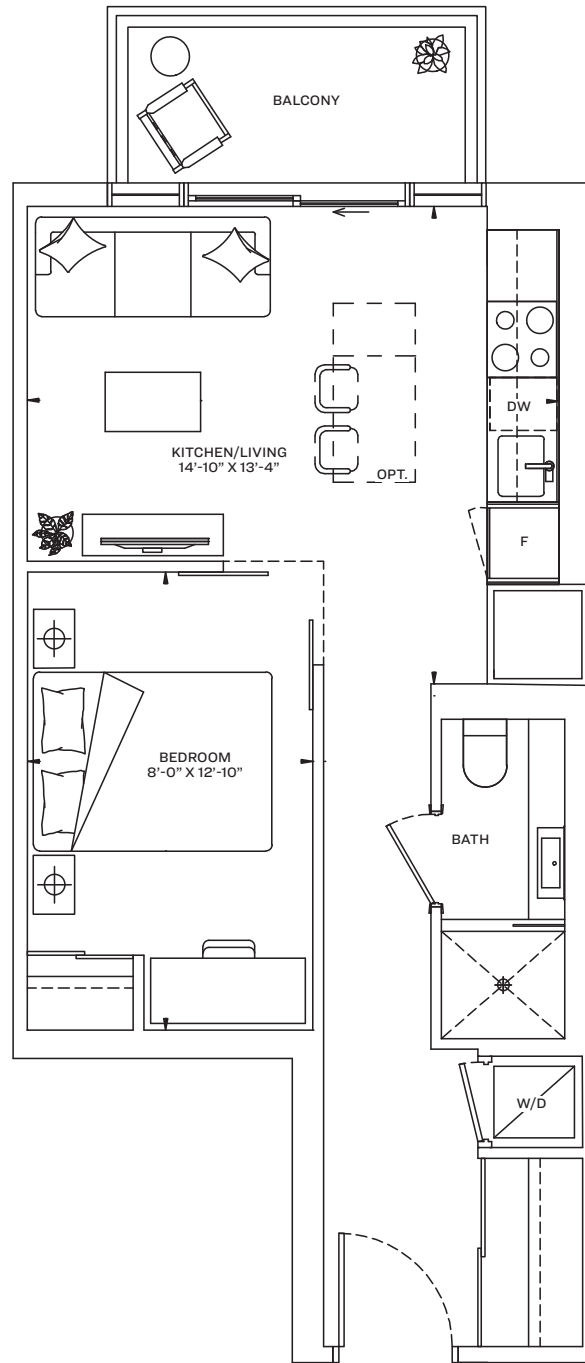 BALCONY
DW
KITCHEN/LIVING
14'-10" X 13'-4"
OPT.
F
BEDROOM
8'-0" X 12'-10"
BATH
W/D